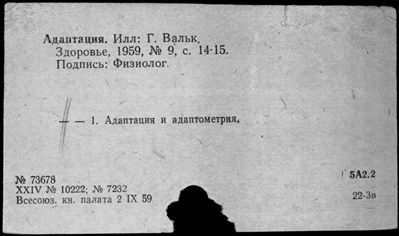 Адаптация. Илл: Г. Вальк.
Здоровье, 1959, № 9, с. 14-15.
Подпись: Физиолог.
— — 1. Адаптация и адаптометрия.
№ 73678
XXIV № 10222; № 7232
Всесоюз. кн. палата 2 IX 59
5А2.2
22-3в